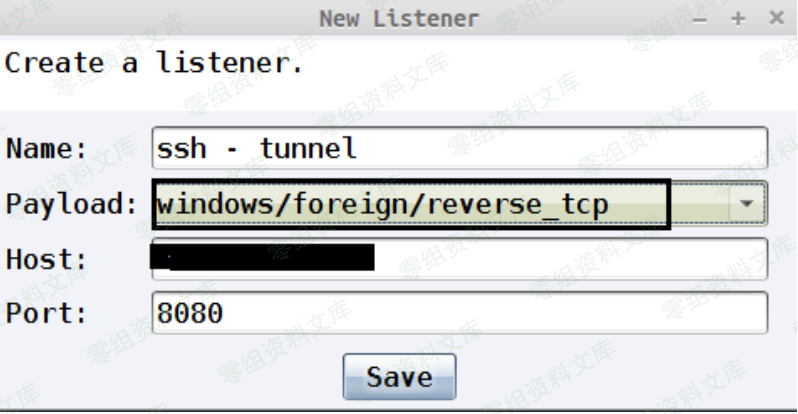 New Listener
Create a listener.
Name: ssh - tunnel
Payload: windows/foreign/reverse_tcp
Host:
Port: 8080
Save
零组资料文库